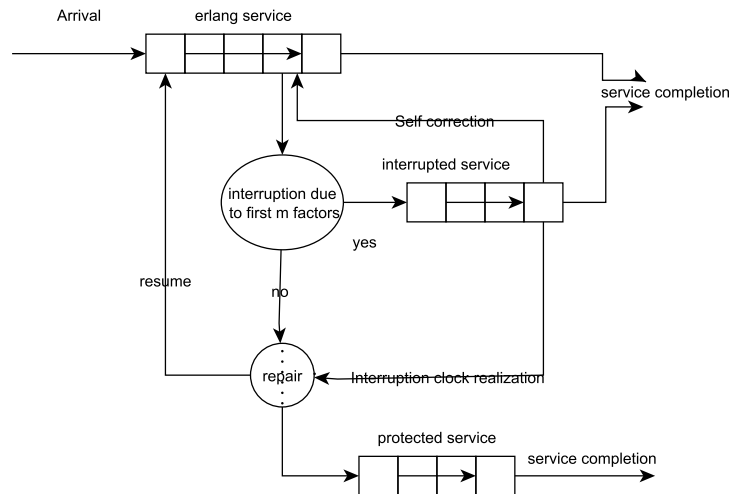 Arrival
erlang service
service completion
Self correction
interrupted service
interruption due
to first m factors
yes
resume
no
repair
Interruption clock realization
protected service
service completion